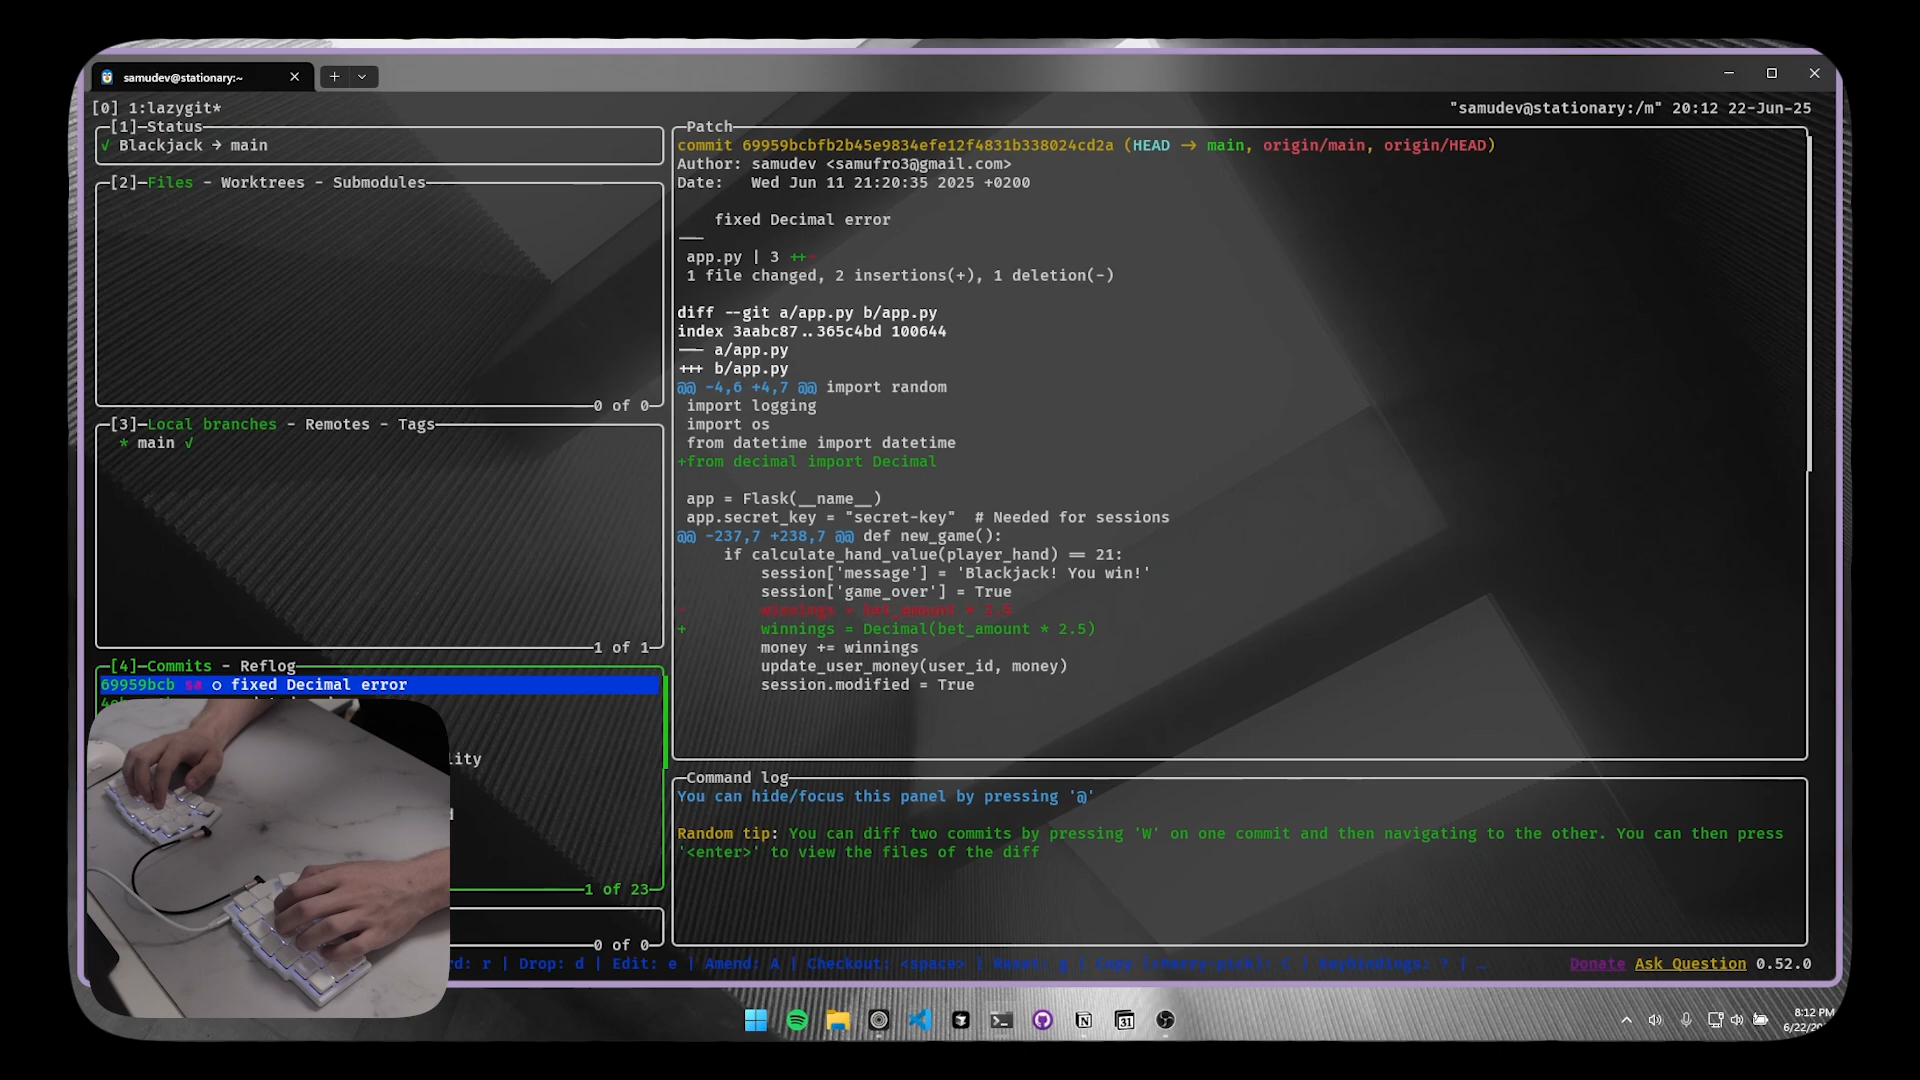 samudev@stationary:~
[0] 1:lazygit*
"samudev@stationary:/m" 20:12 22-Jun-25
[1]—Status
✓ Blackjack → main
[2]—Files - Worktrees - Submodules
0 of 0
[3]—Local branches - Remotes - Tags
* main ✓
1 of 1
[4]—Commits - Reflog
69959bcb sa ○ fixed Decimal error
lity
d
1 of 23
0 of 0
Patch
commit 69959bcbfb2b45e9834efe12f4831b338024cd2a (HEAD → main, origin/main, origin/HEAD)
Author: samudev <samufro3@gmail.com>
Date:   Wed Jun 11 21:20:35 2025 +0200
fixed Decimal error
---
app.py | 3 ++-
1 file changed, 2 insertions(+), 1 deletion(-)
diff --git a/app.py b/app.py
index 3aabc87..365c4bd 100644
--- a/app.py
+++ b/app.py
@@ -4,6 +4,7 @@ import random
import logging
import os
from datetime import datetime
+from decimal import Decimal
app = Flask(__name__)
app.secret_key = "secret-key"  # Needed for sessions
@@ -237,7 +238,7 @@ def new_game():
if calculate_hand_value(player_hand) == 21:
session['message'] = 'Blackjack! You win!'
session['game_over'] = True
-        winnings = bet_amount * 2.5
+        winnings = Decimal(bet_amount * 2.5)
money += winnings
update_user_money(user_id, money)
session.modified = True
Command log
You can hide/focus this panel by pressing '@'
Random tip: You can diff two commits by pressing 'W' on one commit and then navigating to the other. You can then press
'<enter>' to view the files of the diff
rd: r | Drop: d | Edit: e | Amend: A | Checkout: <space> | Reset: g | Copy (cherry-pick): C | Keybindings: ? | …
Donate Ask Question 0.52.0
31
8:12 PM
6/22/20